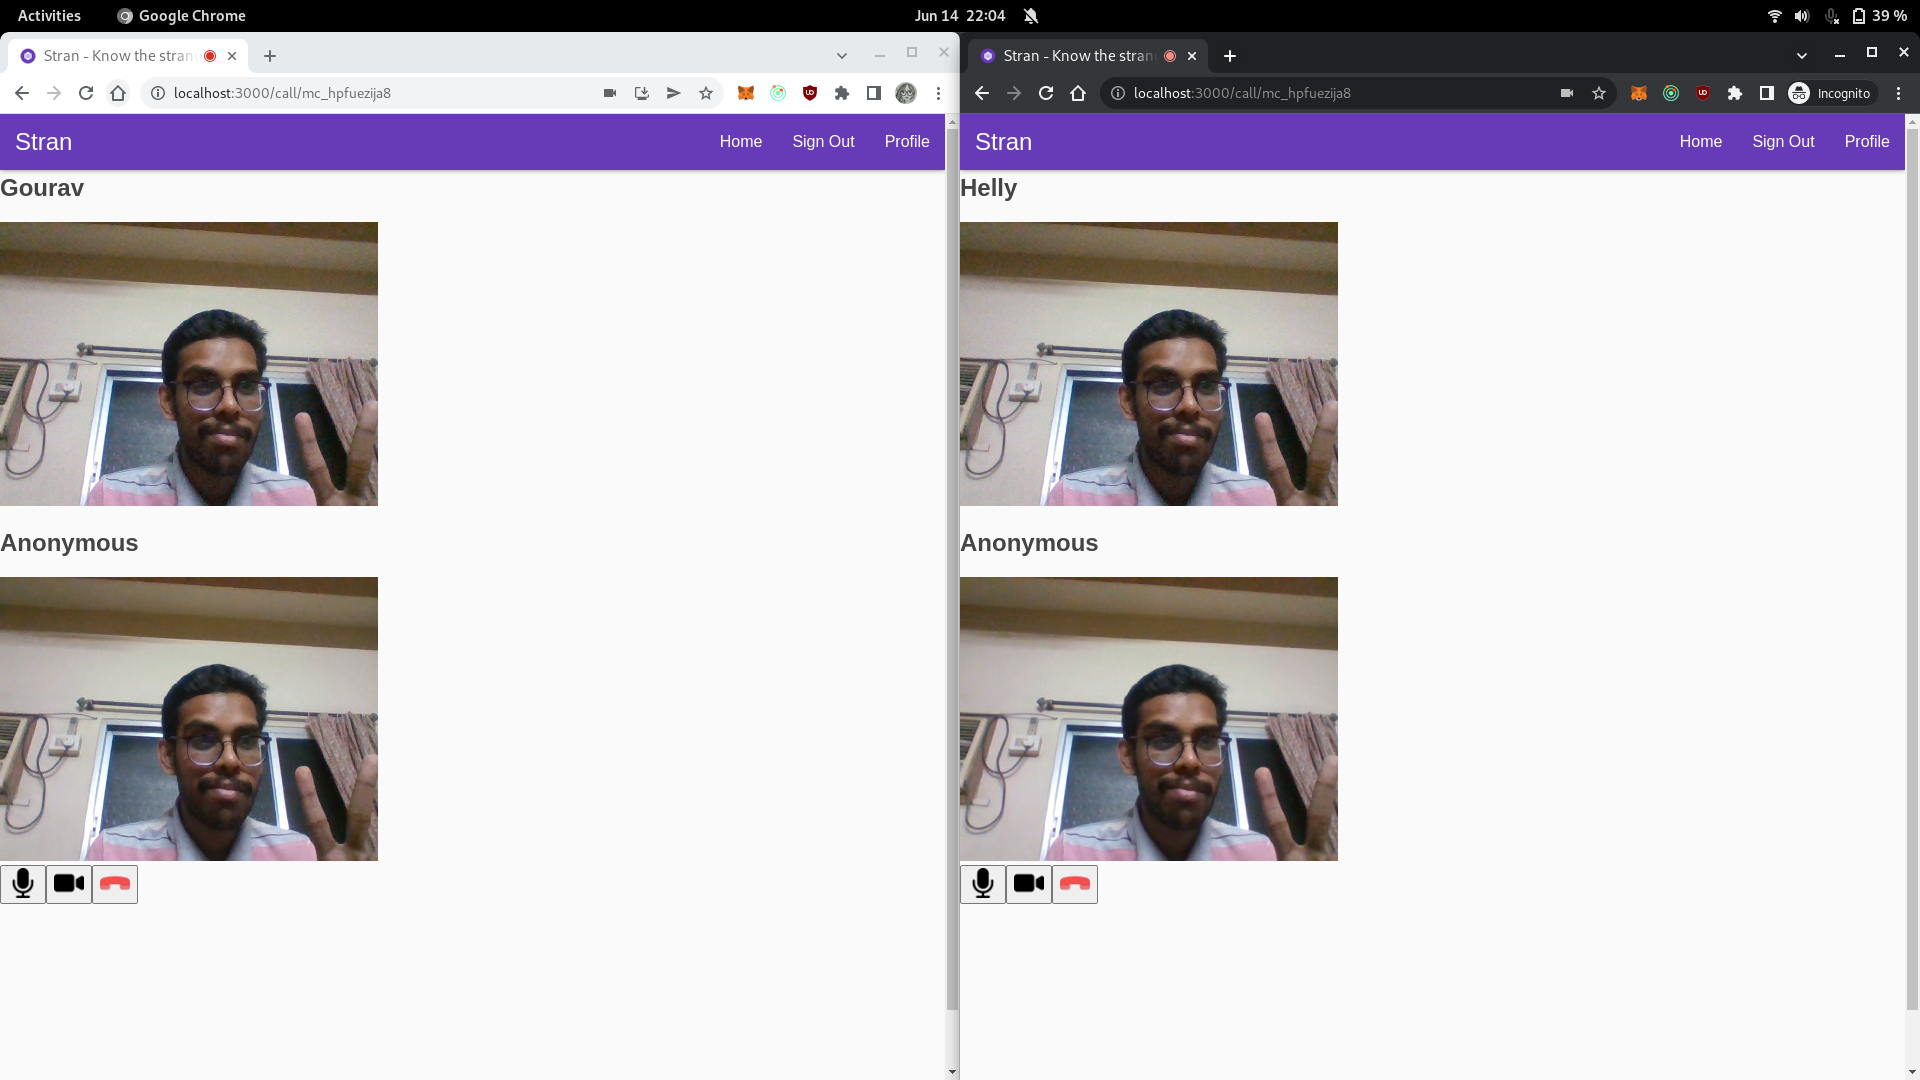 Activities Google Chrome Jun 14 22:04 39 %
Stran - Know the stran
localhost:3000/call/mc_hpfuezija8
Stran Home Sign Out Profile
Gourav
Anonymous
Stran - Know the stran
localhost:3000/call/mc_hpfuezija8 Incognito
Stran Home Sign Out Profile
Helly
Anonymous